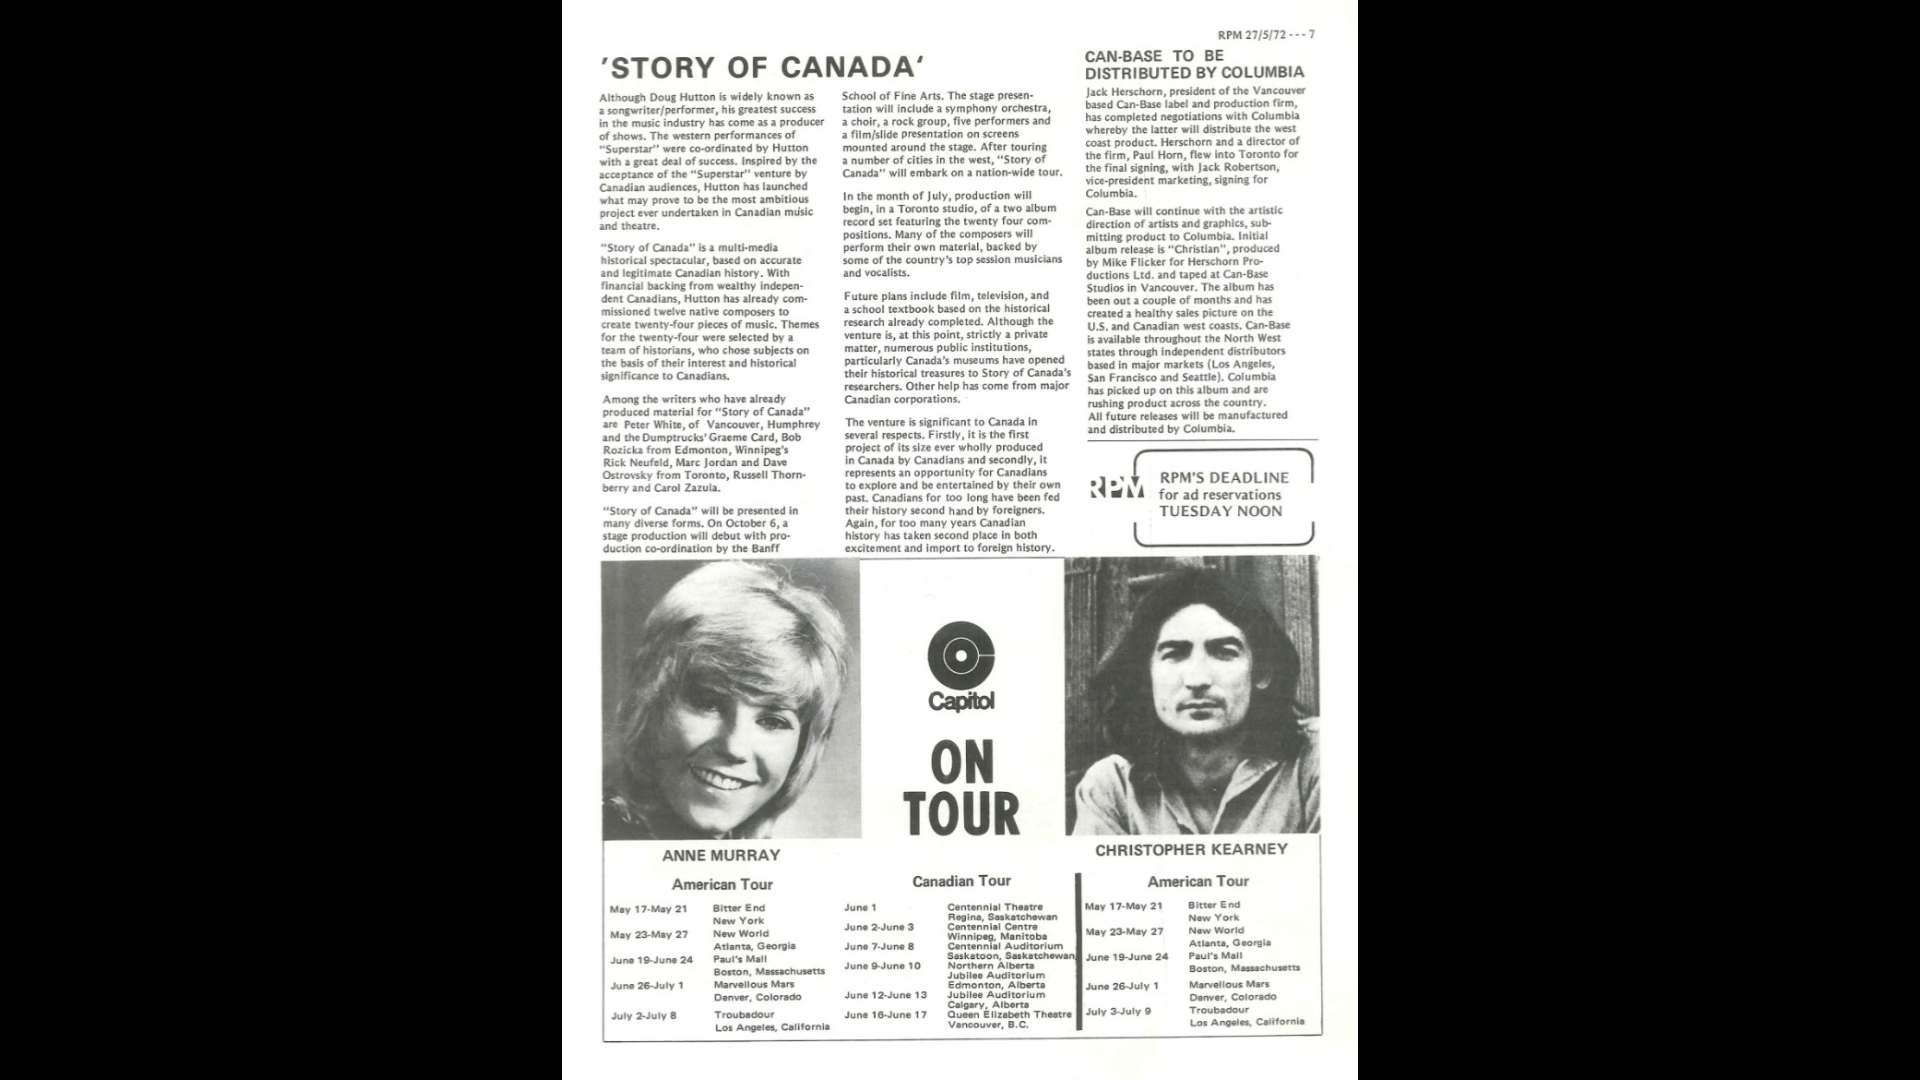 RPM 27/5/72 - - - 7
'STORY OF CANADA'
Although Doug Hutton is widely known as
a songwriter/performer, his greatest success
in the music industry has come as a producer
of shows. The western performances of
"Superstar" were co-ordinated by Hutton
with a great deal of success. Inspired by the
acceptance of the "Superstar" venture by
Canadian audiences, Hutton has launched
what may prove to be the most ambitious
project ever undertaken in Canadian music
and theatre.
"Story of Canada" is a multi-media
historical spectacular, based on accurate
and legitimate Canadian history. With
financial backing from wealthy indepen-
dent Canadians, Hutton has already com-
missioned twelve native composers to
create twenty-four pieces of music. Themes
for the twenty-four were selected by a
team of historians, who chose subjects on
the basis of their interest and historical
significance to Canadians.
Among the writers who have already
produced material for "Story of Canada"
are Peter White, of Vancouver, Humphrey
and the Dumptrucks' Graeme Card, Bob
Rozicka from Edmonton, Winnipeg's
Rick Neufeld, Marc Jordan and Dave
Ostrovsky from Toronto, Russell Thorn-
berry and Carol Zazula.
"Story of Canada" will be presented in
many diverse forms. On October 6, a
stage production will debut with pro-
duction co-ordination by the Banff
School of Fine Arts. The stage presen-
tation will include a symphony orchestra,
a choir, a rock group, five performers and
a film/slide presentation on screens
mounted around the stage. After touring
a number of cities in the west, "Story of
Canada" will embark on a nation-wide tour.
In the month of July, production will
begin, in a Toronto studio, of a two album
record set featuring the twenty four com-
positions. Many of the composers will
perform their own material, backed by
some of the country's top session musicians
and vocalists.
Future plans include film, television, and
a school textbook based on the historical
research already completed. Although the
venture is, at this point, strictly a private
matter, numerous public institutions,
particularly Canada's museums have opened
their historical treasures to Story of Canada's
researchers. Other help has come from major
Canadian corporations.
The venture is significant to Canada in
several respects. Firstly, it is the first
project of its size ever wholly produced
in Canada by Canadians and secondly, it
represents an opportunity for Canadians
to explore and be entertained by their own
past. Canadians for too long have been fed
their history second hand by foreigners.
Again, for too many years Canadian
history has taken second place in both
excitement and import to foreign history.
CAN-BASE TO BE
DISTRIBUTED BY COLUMBIA
Jack Herschorn, president of the Vancouver
based Can-Base label and production firm,
has completed negotiations with Columbia
whereby the latter will distribute the west
coast product. Herschorn and a director of
the firm, Paul Horn, flew into Toronto for
the final signing, with Jack Robertson,
vice-president marketing, signing for
Columbia.
Can-Base will continue with the artistic
direction of artists and graphics, sub-
mitting product to Columbia. Initial
album release is "Christian", produced
by Mike Flicker for Herschorn Pro-
ductions Ltd. and taped at Can-Base
Studios in Vancouver. The album has
been out a couple of months and has
created a healthy sales picture on the
U.S. and Canadian west coasts. Can-Base
is available throughout the North West
states through independent distributors
based in major markets (Los Angeles,
San Francisco and Seattle). Columbia
has picked up on this album and are
rushing product across the country.
All future releases will be manufactured
and distributed by Columbia.
RPM
RPM'S DEADLINE
for ad reservations
TUESDAY NOON
Capitol
ON
TOUR
ANNE MURRAY
American Tour
May 17-May 21 Bitter End
New York
May 23-May 27 New World
Atlanta, Georgia
June 19-June 24 Paul's Mall
Boston, Massachusetts
June 26-July 1 Marvellous Mars
Denver, Colorado
July 2-July 8 Troubadour
Los Angeles, California
Canadian Tour
June 1 Centennial Theatre
Regina, Saskatchewan
June 2-June 3 Centennial Centre
Winnipeg, Manitoba
June 7-June 8 Centennial Auditorium
Saskatoon, Saskatchewan
June 9-June 10 Northern Alberta
Jubilee Auditorium
Edmonton, Alberta
June 12-June 13 Jubilee Auditorium
Calgary, Alberta
June 16-June 17 Queen Elizabeth Theatre
Vancouver, B.C.
CHRISTOPHER KEARNEY
American Tour
May 17-May 21 Bitter End
New York
May 23-May 27 New World
Atlanta, Georgia
June 19-June 24 Paul's Mall
Boston, Massachusetts
June 26-July 1 Marvellous Mars
Denver, Colorado
July 3-July 9 Troubadour
Los Angeles, California